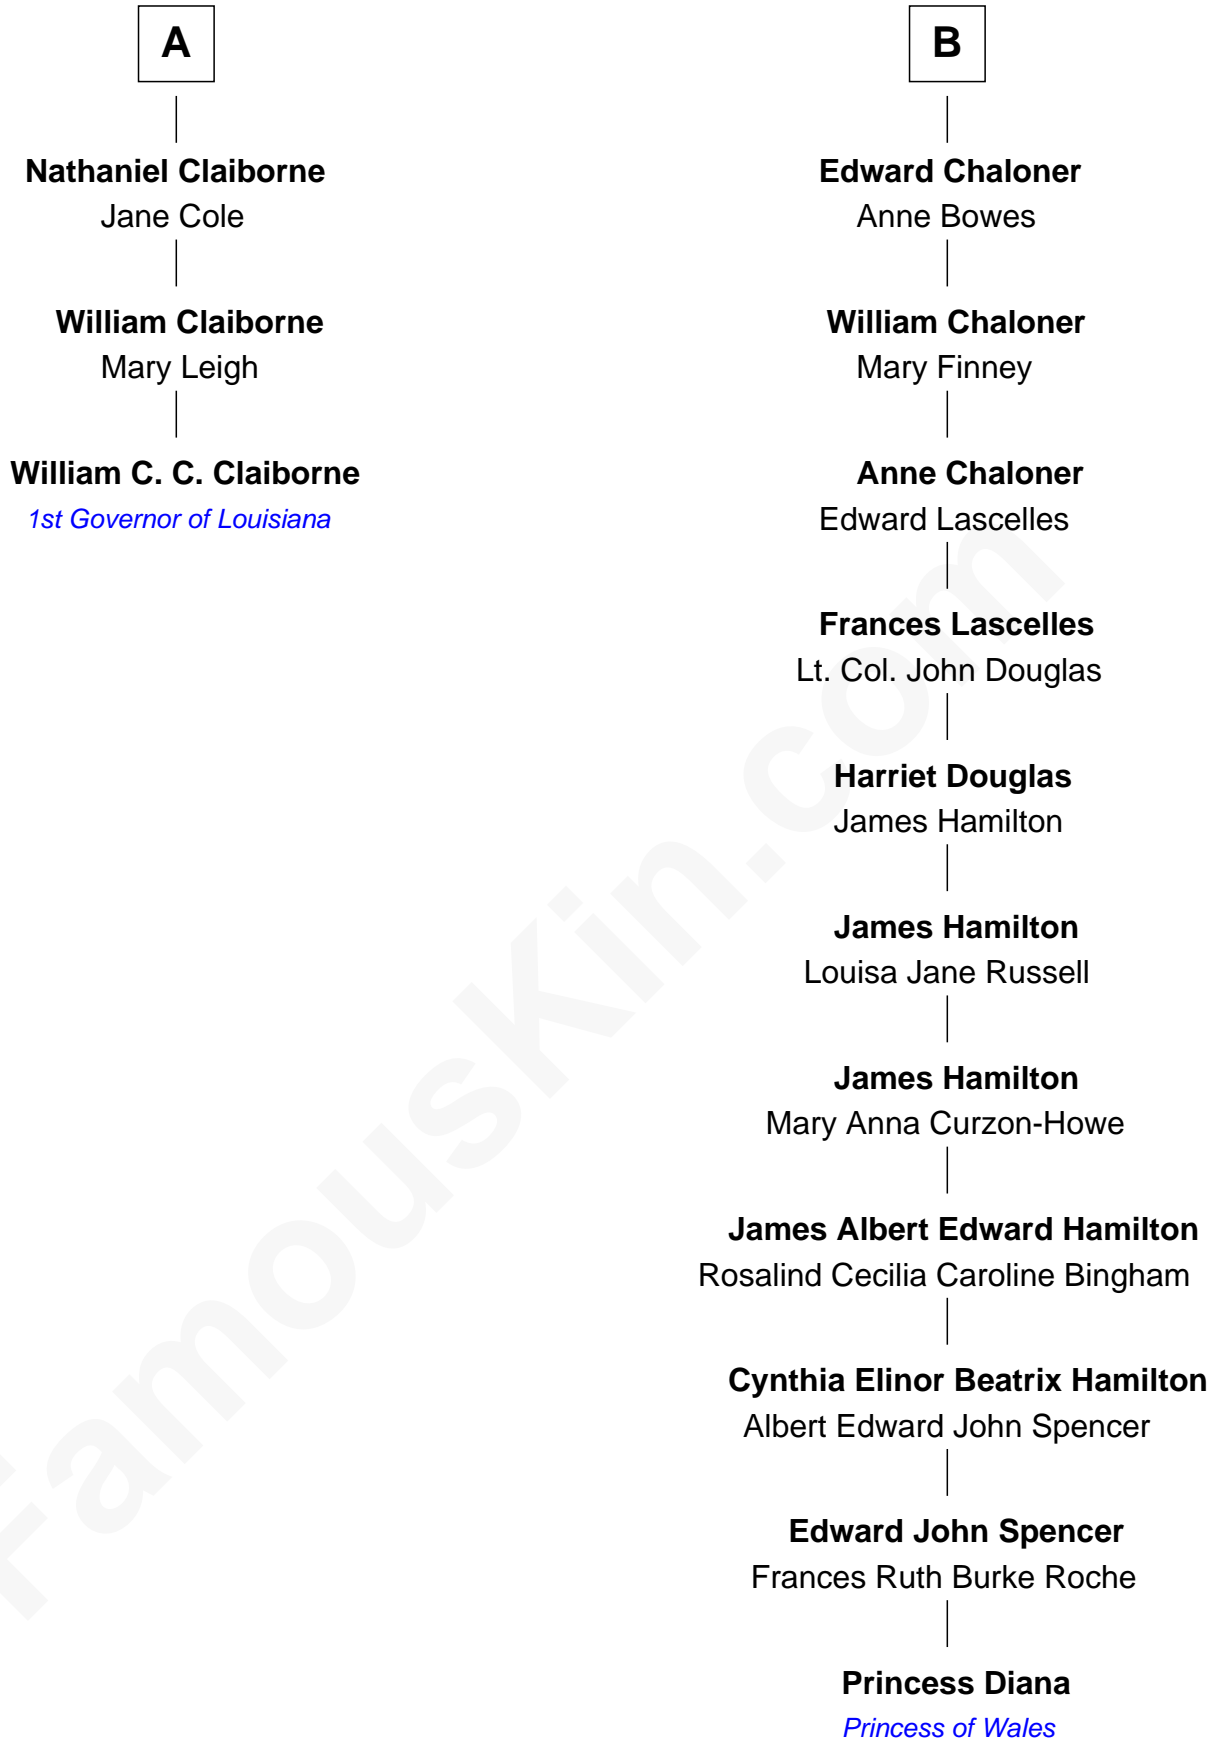 A
Nathaniel Claiborne
Jane Cole
William Claiborne
Mary Leigh
William C. C. Claiborne
1st Governor of Louisiana
B
Edward Chaloner
Anne Bowes
William Chaloner
Mary Finney
Anne Chaloner
Edward Lascelles
Frances Lascelles
Lt. Col. John Douglas
Harriet Douglas
James Hamilton
James Hamilton
Louisa Jane Russell
James Hamilton
Mary Anna Curzon-Howe
James Albert Edward Hamilton
Rosalind Cecilia Caroline Bingham
Cynthia Elinor Beatrix Hamilton
Albert Edward John Spencer
Edward John Spencer
Frances Ruth Burke Roche
Princess Diana
Princess of Wales
FamousKin.com